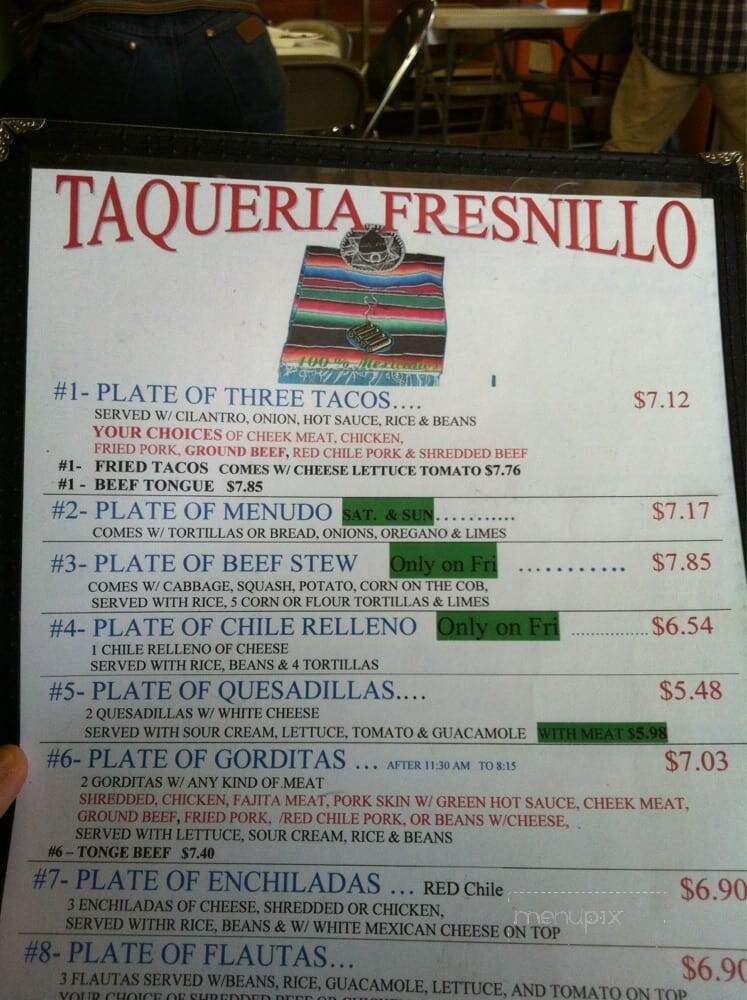 TAQUERIA FRESNILLO
100 % Mexicano
#1- PLATE OF THREE TACOS.... $7.12
SERVED W/ CILANTRO, ONION, HOT SAUCE, RICE & BEANS
YOUR CHOICES OF CHEEK MEAT, CHICKEN,
FRIED PORK, GROUND BEEF, RED CHILE PORK & SHREDDED BEEF
#1- FRIED TACOS COMES W/ CHEESE LETTUCE TOMATO $7.76
#1 - BEEF TONGUE $7.85
#2- PLATE OF MENUDO SAT. & SUN.......... $7.17
COMES W/ TORTILLAS OR BREAD, ONIONS, OREGANO & LIMES
#3- PLATE OF BEEF STEW Only on Fri ........... $7.85
COMES W/ CABBAGE, SQUASH, POTATO, CORN ON THE COB,
SERVED WITH RICE, 5 CORN OR FLOUR TORTILLAS & LIMES
#4- PLATE OF CHILE RELLENO Only on Fri .................. $6.54
1 CHILE RELLENO OF CHEESE
SERVED WITH RICE, BEANS & 4 TORTILLAS
#5- PLATE OF QUESADILLAS.... $5.48
2 QUESADILLAS W/ WHITE CHEESE
SERVED WITH SOUR CREAM, LETTUCE, TOMATO & GUACAMOLE WITH MEAT $5.98
#6- PLATE OF GORDITAS ... AFTER 11:30 AM TO 8:15 $7.03
2 GORDITAS W/ ANY KIND OF.MEAT
SHREDDED, CHICKEN, FAJITA MEAT, PORK SKIN W/ GREEN HOT SAUCE, CHEEK MEAT,
GROUND BEEF, FRIED PORK, /RED CHILE PORK, OR BEANS W/CHEESE, .
SERVED WITH LETTUCE, SOUR CREAM, RICE & BEANS
#6 – TONGE BEEF $7.40
#7- PLATE OF ENCHILADAS ... RED Chile $6.90
3 ENCHILADAS OF CHEESE, SHREDDED OR CHICKEN,
SERVED WITHR RICE, BEANS & W/ WHITE MEXICAN CHEESE ON TOP
menupix
#8- PLATE OF FLAUTAS... $6.90
3 FLAUTAS SERVED W/BEANS, RICE, GUACAMOLE, LETTUCE, AND TOMATO ON TOP
YOUR CHOICE OF SHREDDED BEEF OR